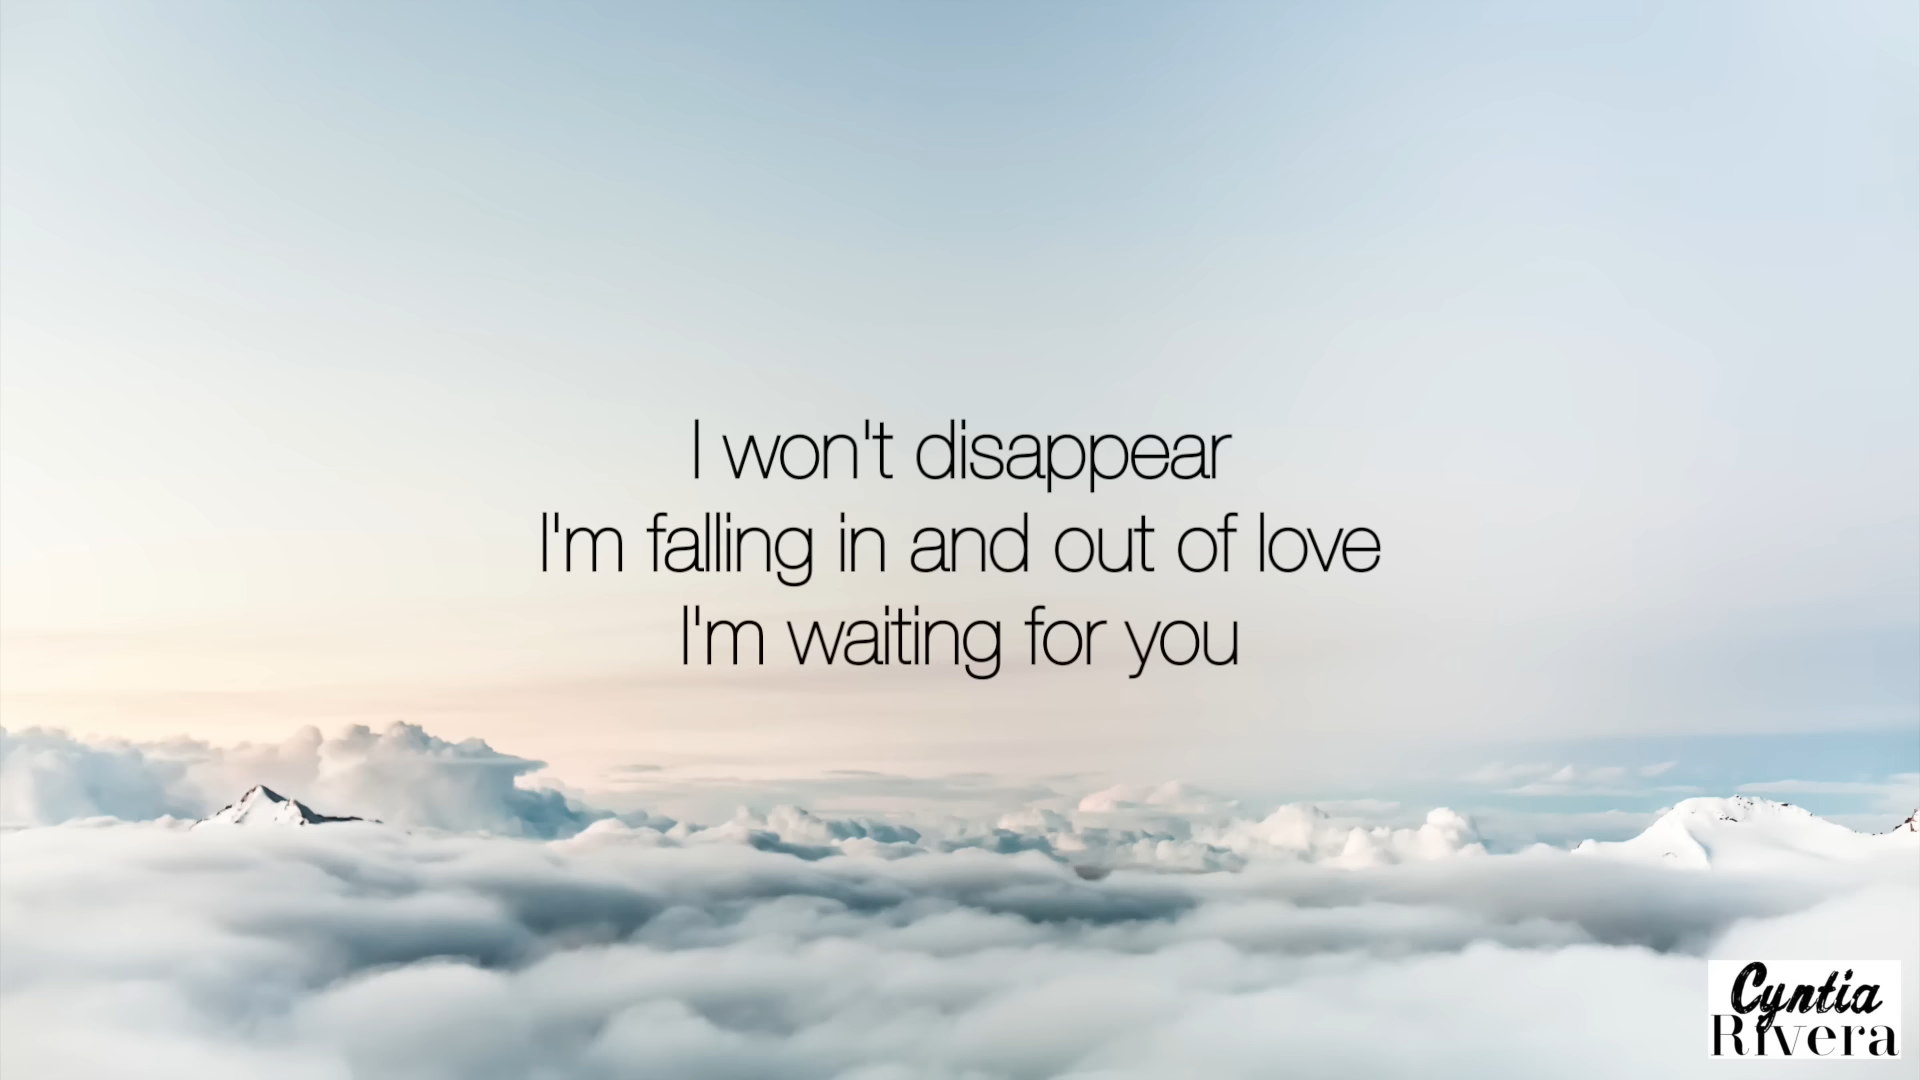 I won't disappear
I'm falling in and out of love
I'm waiting for you
Cyntia
Rivera